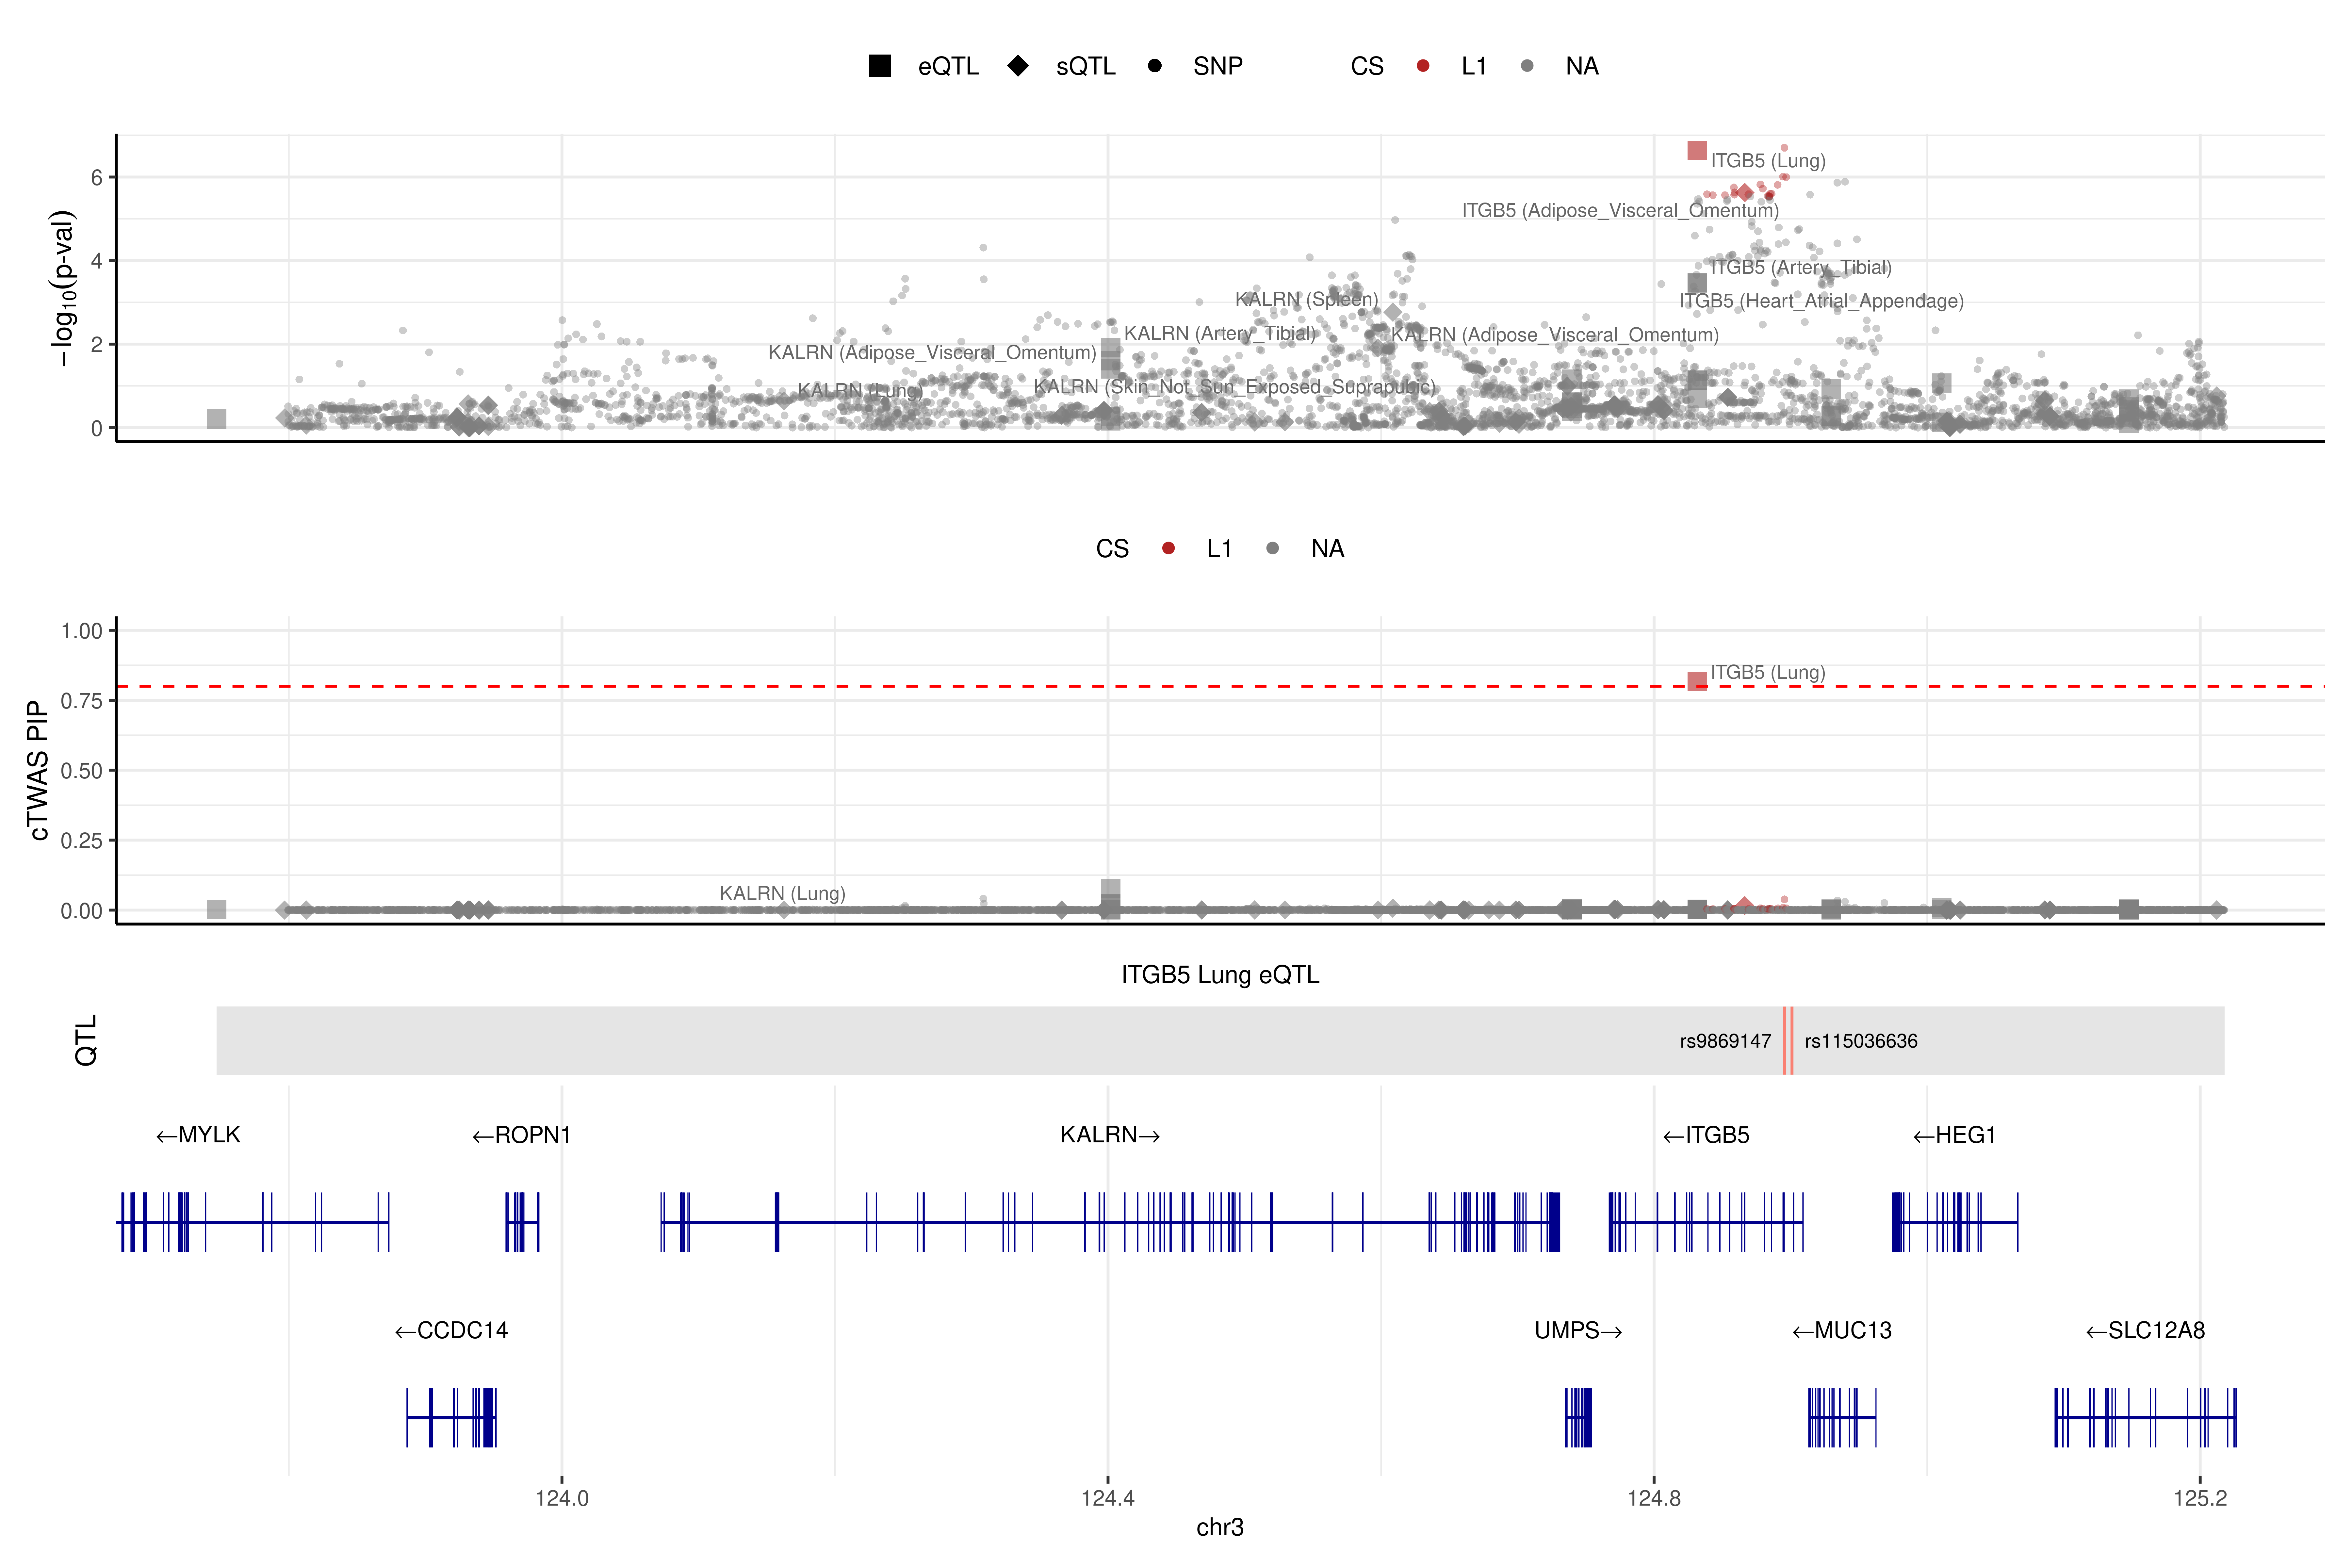 eQTL sQTL SNP CS L1 NA
−log10(p-val)
6
4
2
0
ITGB5 (Lung)
ITGB5 (Adipose_Visceral_Omentum)
ITGB5 (Artery_Tibial)
KALRN (Spleen)
ITGB5 (Heart_Atrial_Appendage)
KALRN (Artery_Tibial)
KALRN (Adipose_Visceral_Omentum)
KALRN (Adipose_Visceral_Omentum)
KALRN (Lung)
KALRN (Skin_Not_Sun_Exposed_Suprapubic)
CS L1 NA
cTWAS PIP
1.00
0.75
0.50
0.25
0.00
ITGB5 (Lung)
KALRN (Lung)
ITGB5 Lung eQTL
QTL
rs9869147 rs115036636
←MYLK ←ROPN1 KALRN→ ←ITGB5 ←HEG1
←CCDC14 UMPS→ ←MUC13 ←SLC12A8
124.0 124.4 124.8 125.2
chr3